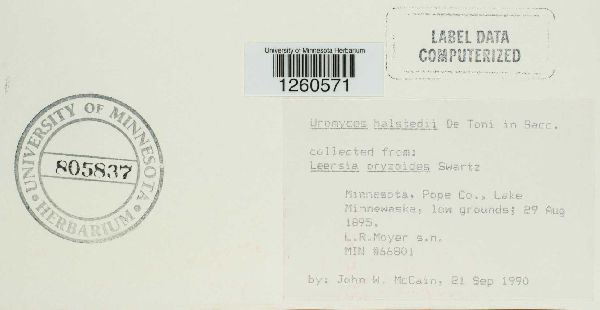 LABEL DATA
COMPUTERIZED
University of Minnesota Herbarium
1260571
UNIVERSITY OF MINNESOTA
805837
HERBARIUM
Uromyces halstedii De Toni in Sacc.
collected from:
Leersia oryzoides Swartz
Minnesota, Pope Co., Lake
Minnewaska, low grounds; 29 Aug
1895.
L.R.Moyer s.n.
MIN #66801
by: John W. McCain, 21 Sep 1990